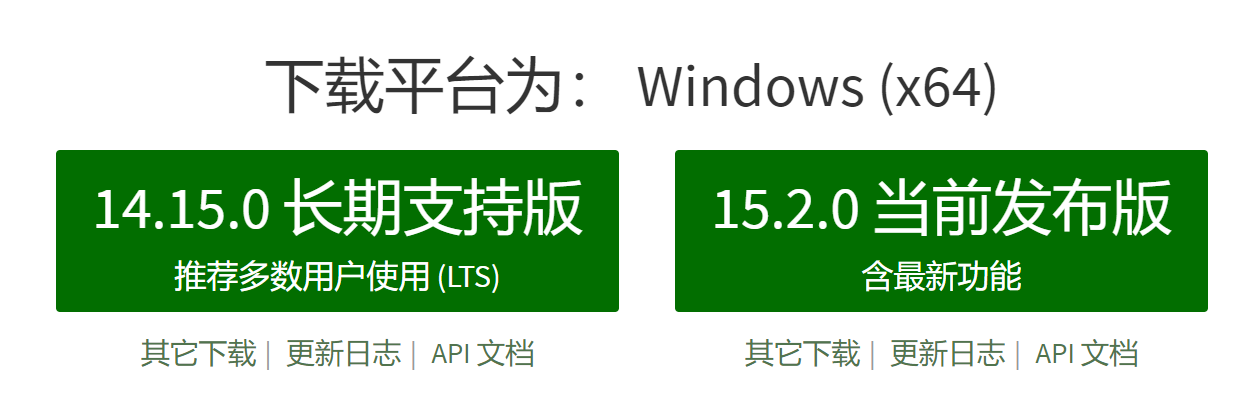 下载平台为： Windows (x64)
14.15.0 长期支持版
推荐多数用户使用 (LTS)
其它下载 | 更新日志 | API 文档
15.2.0 当前发布版
含最新功能
其它下载 | 更新日志 | API 文档